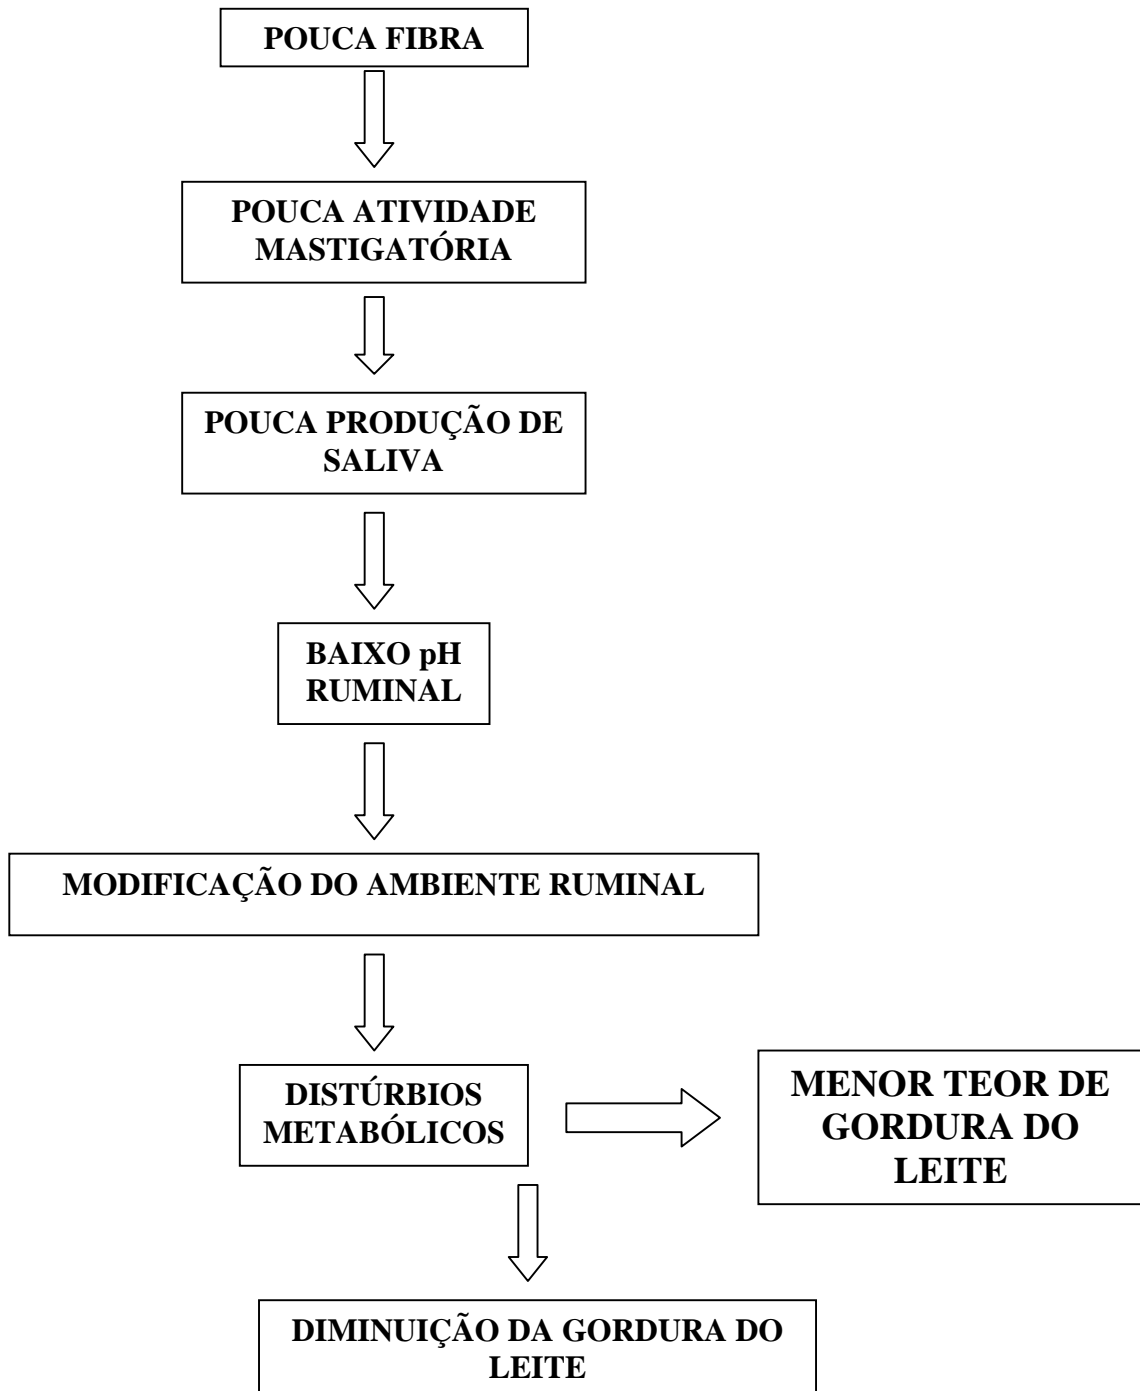 POUCA FIBRA
POUCA ATIVIDADE
MASTIGATÓRIA
POUCA PRODUÇÃO DE
SALIVA
BAIXO pH
RUMINAL
MODIFICAÇÃO DO AMBIENTE RUMINAL
DISTÚRBIOS
METABÓLICOS
MENOR TEOR DE
GORDURA DO
LEITE
DIMINUIÇÃO DA GORDURA DO
LEITE